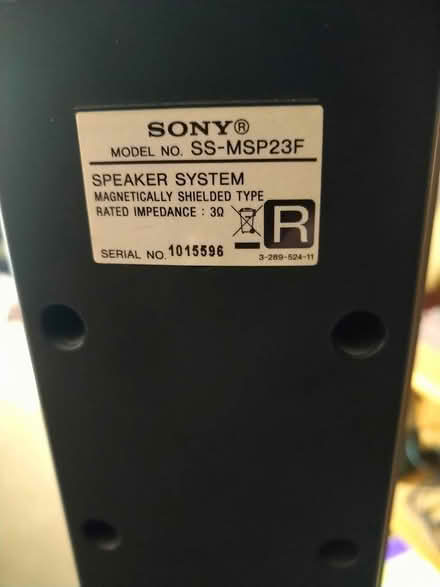 SONY®
MODEL NO. SS-MSP23F
SPEAKER SYSTEM
MAGNETICALLY SHIELDED TYPE
RATED IMPEDANCE : 3Ω
R
SERIAL NO. 1015596
3-289-524-11